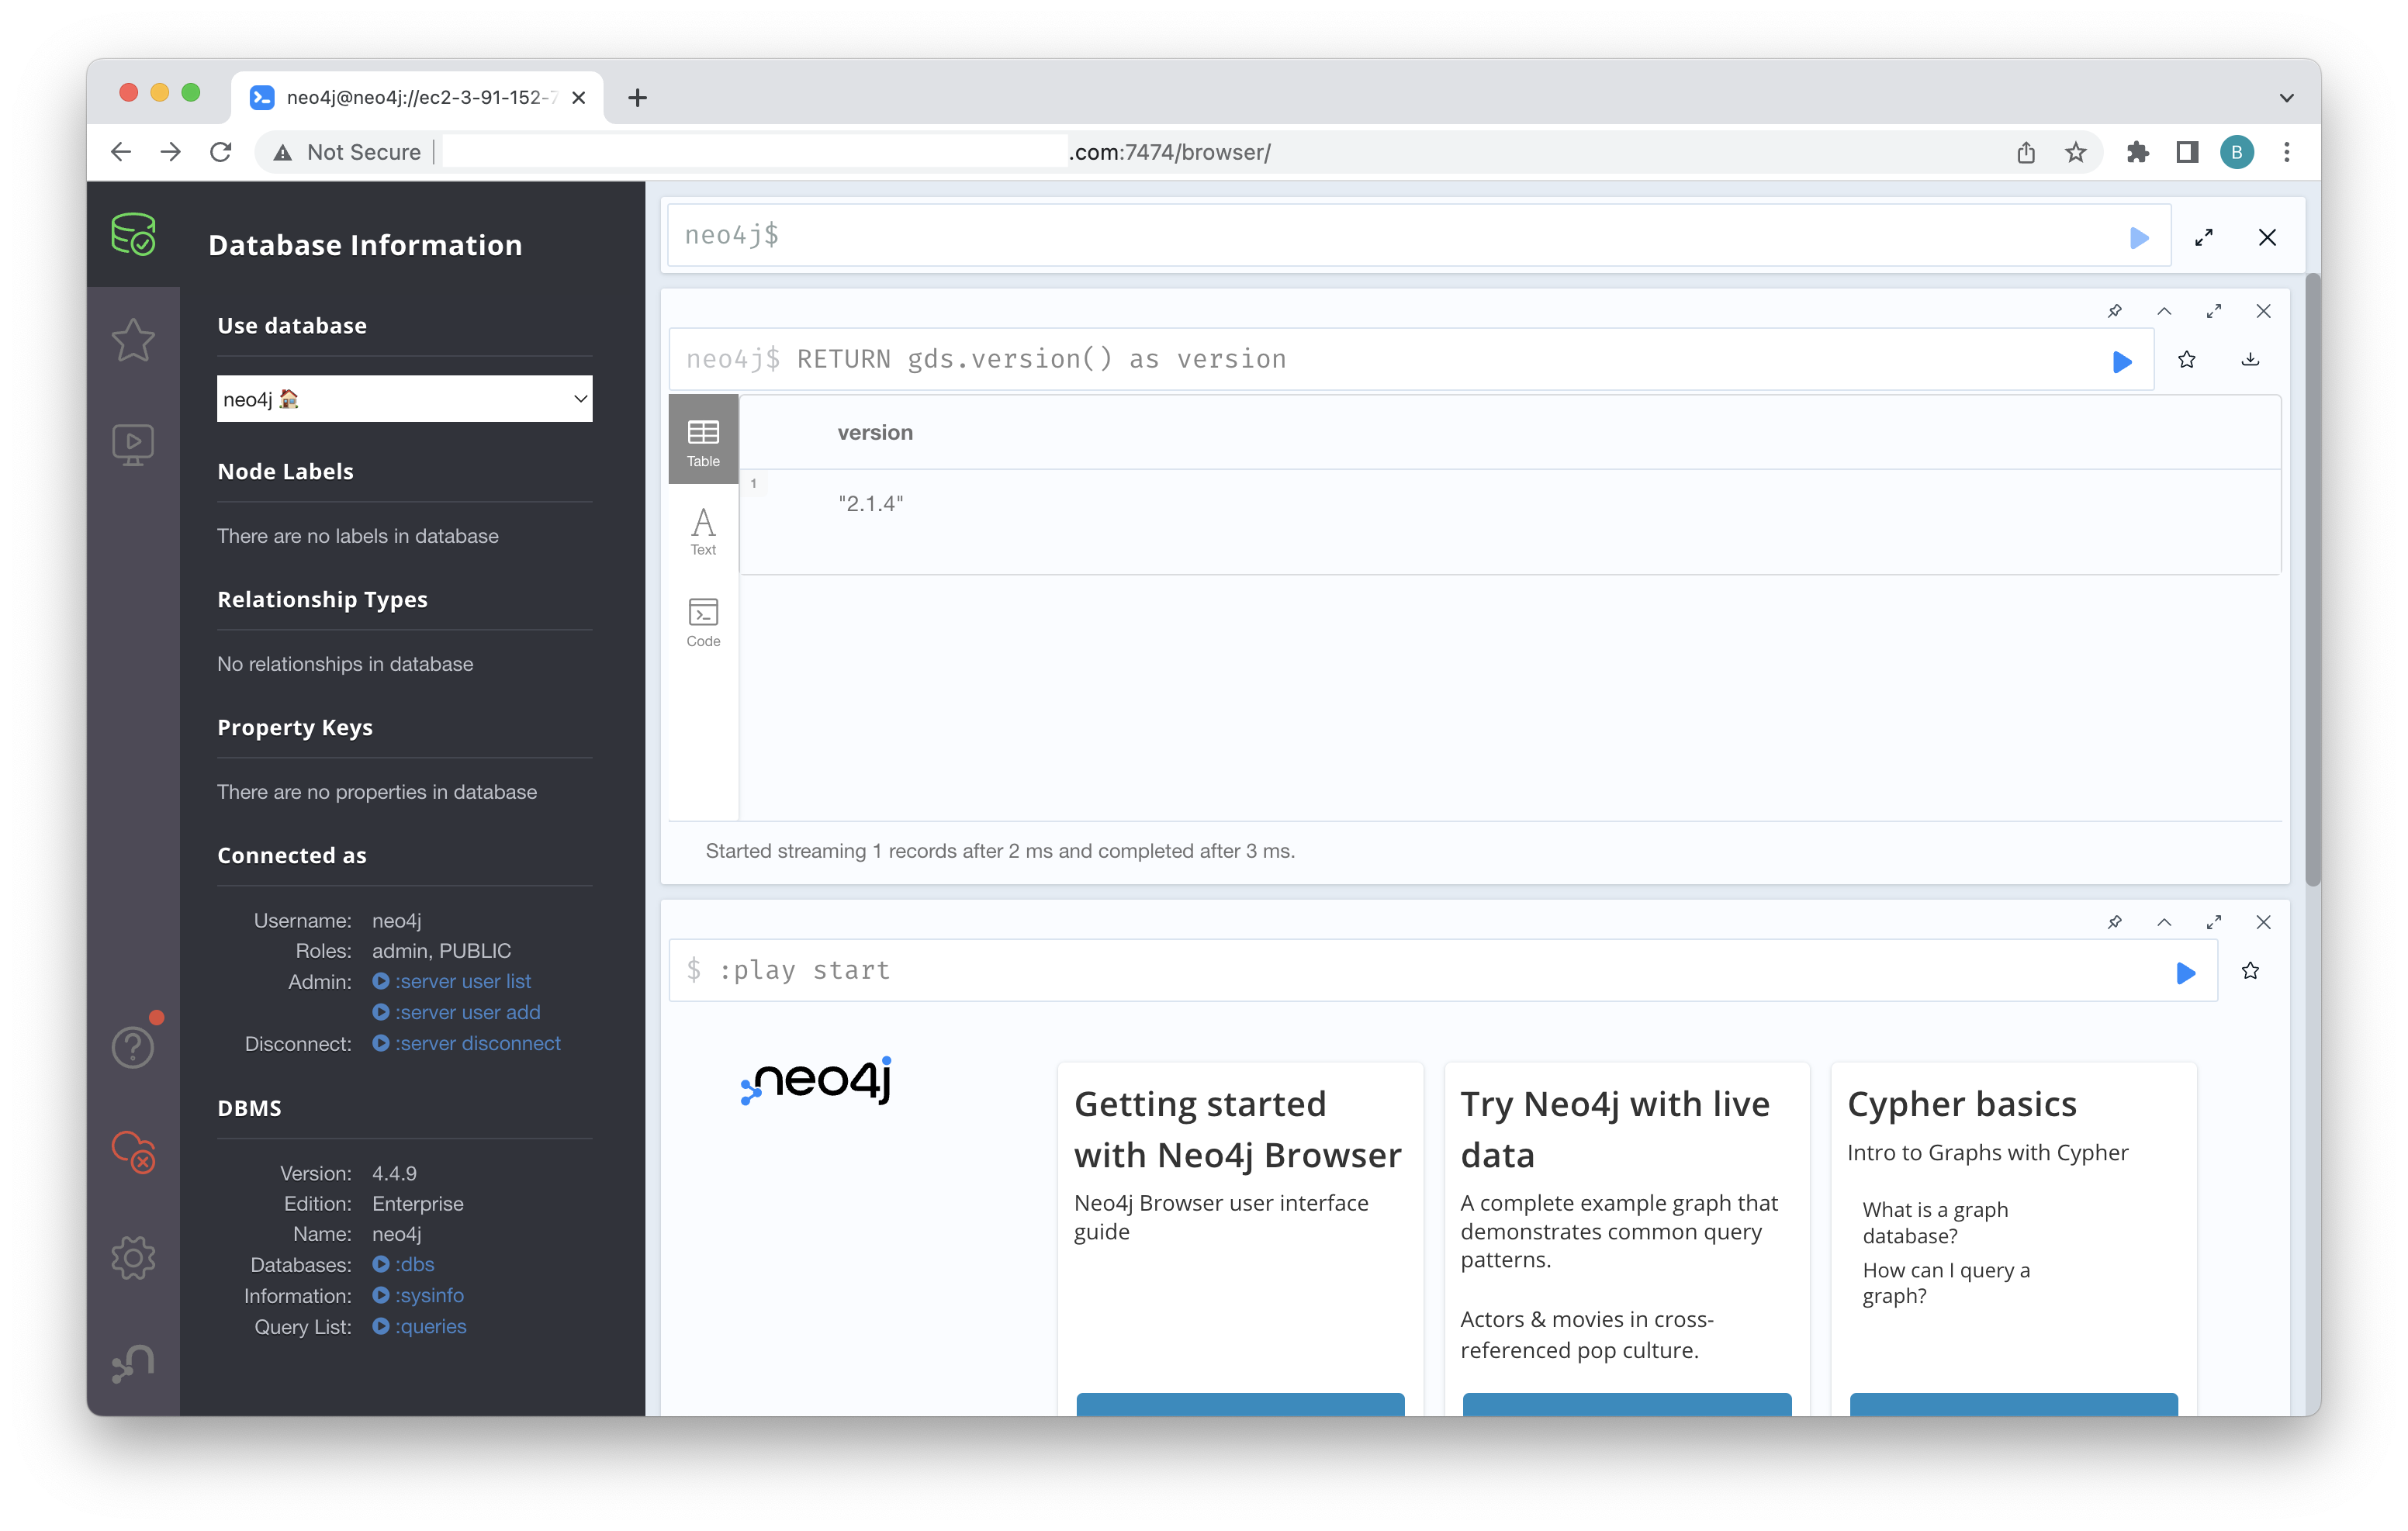 neo4j@neo4j://ec2-3-91-152-7
Not Secure
.com:7474/browser/
B
Database Information
Use database
neo4j
Node Labels
There are no labels in database
Relationship Types
No relationships in database
Property Keys
There are no properties in database
Connected as
Username: neo4j
Roles: admin, PUBLIC
Admin: :server user list
:server user add
Disconnect: :server disconnect
DBMS
Version: 4.4.9
Edition: Enterprise
Name: neo4j
Databases: :dbs
Information: :sysinfo
Query List: :queries
neo4j$
neo4j$ RETURN gds.version() as version
Table
Text
Code
version
1
"2.1.4"
Started streaming 1 records after 2 ms and completed after 3 ms.
$ :play start
neo4j
Getting started
with Neo4j Browser
Neo4j Browser user interface
guide
Try Neo4j with live
data
A complete example graph that
demonstrates common query
patterns.
Actors & movies in cross-
referenced pop culture.
Cypher basics
Intro to Graphs with Cypher
What is a graph
database?
How can I query a
graph?